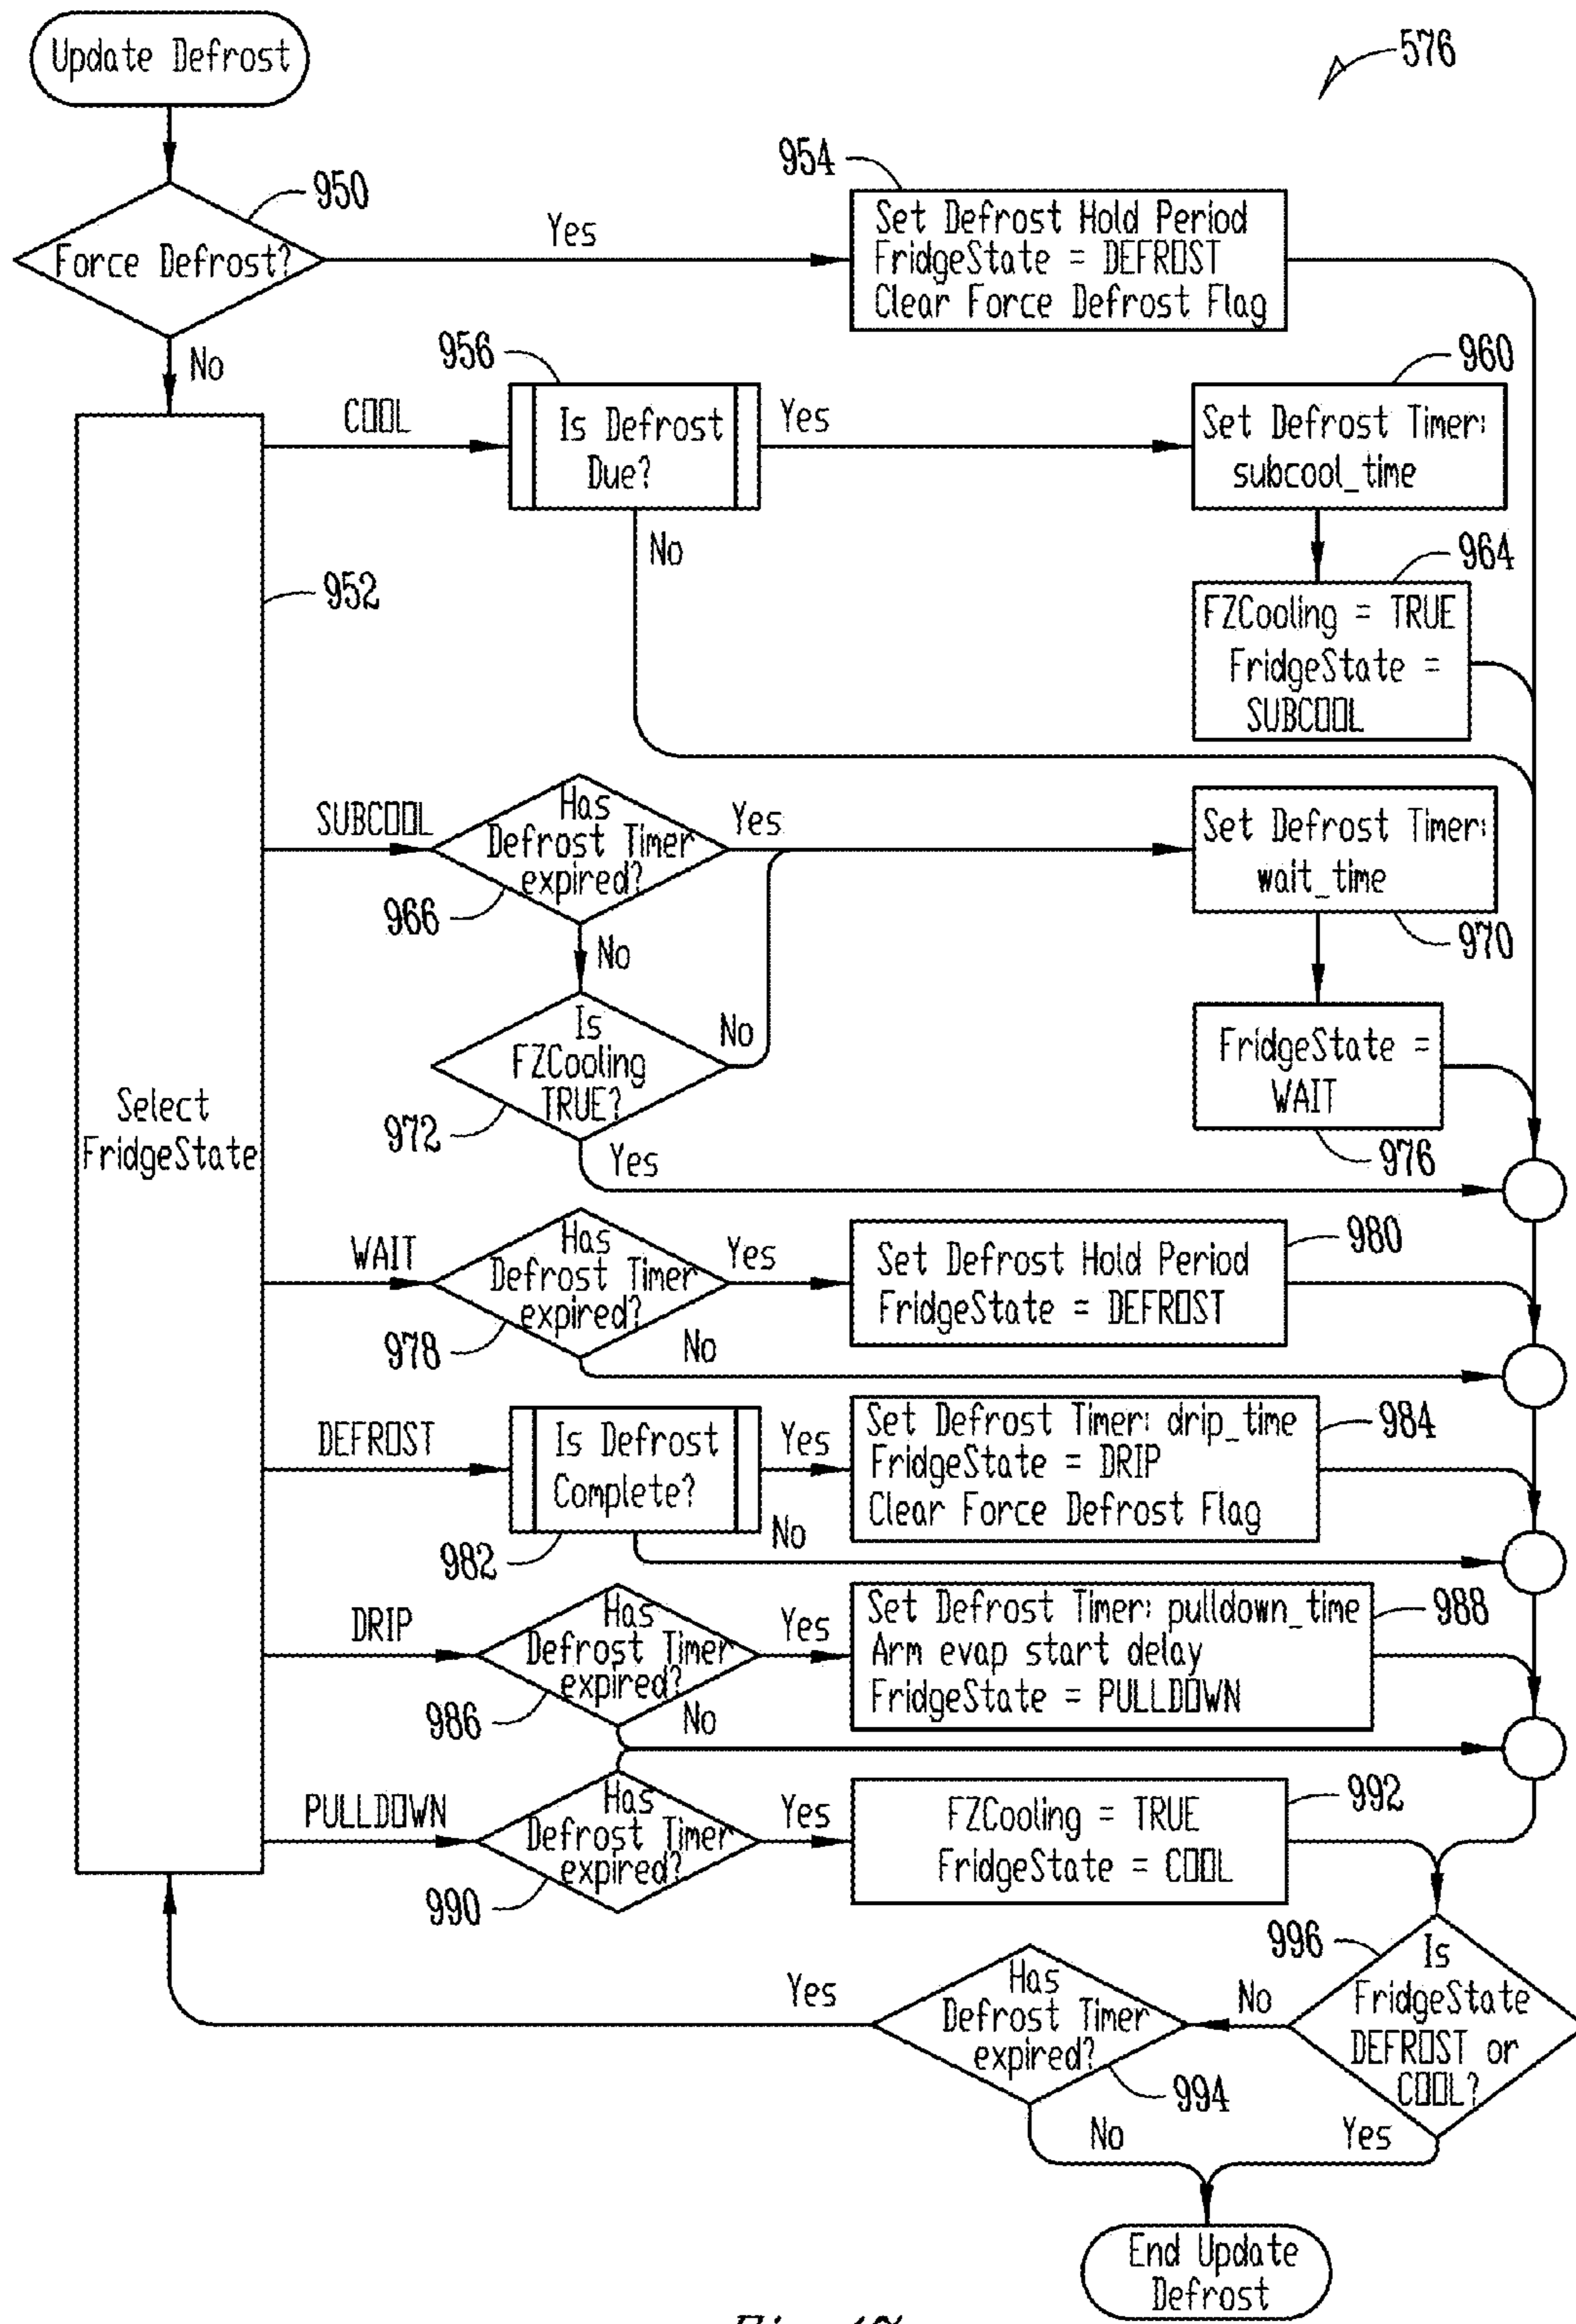 Update Defrost
576
950
Force Defrost?
Yes
954
Set Defrost Hold Period
FridgeState = DEFROST
Clear Force Defrost Flag
No
952
Select
FridgeState
COOL
956
Is Defrost
Due?
Yes
960
Set Defrost Timer:
subcool_time
No
964
FZCooling = TRUE
FridgeState =
SUBCOOL
SUBCOOL
Has
Defrost Timer
expired?
966
Yes
Set Defrost Timer:
wait_time
970
No
Is
FZCooling
TRUE?
972
No
FridgeState =
WAIT
976
Yes
WAIT
Has
Defrost Timer
expired?
978
Yes
Set Defrost Hold Period
FridgeState = DEFROST
980
No
DEFROST
Is Defrost
Complete?
982
Yes
Set Defrost Timer: drip_time
FridgeState = DRIP
Clear Force Defrost Flag
984
No
DRIP
Has
Defrost Timer
expired?
986
Yes
Set Defrost Timer: pulldown_time
Arm evap start delay
FridgeState = PULLDOWN
988
No
PULLDOWN
Has
Defrost Timer
expired?
990
Yes
FZCooling = TRUE
FridgeState = COOL
992
996
Is
FridgeState
DEFROST or
COOL?
No
Has
Defrost Timer
expired?
994
Yes
No
Yes
End Update
Defrost